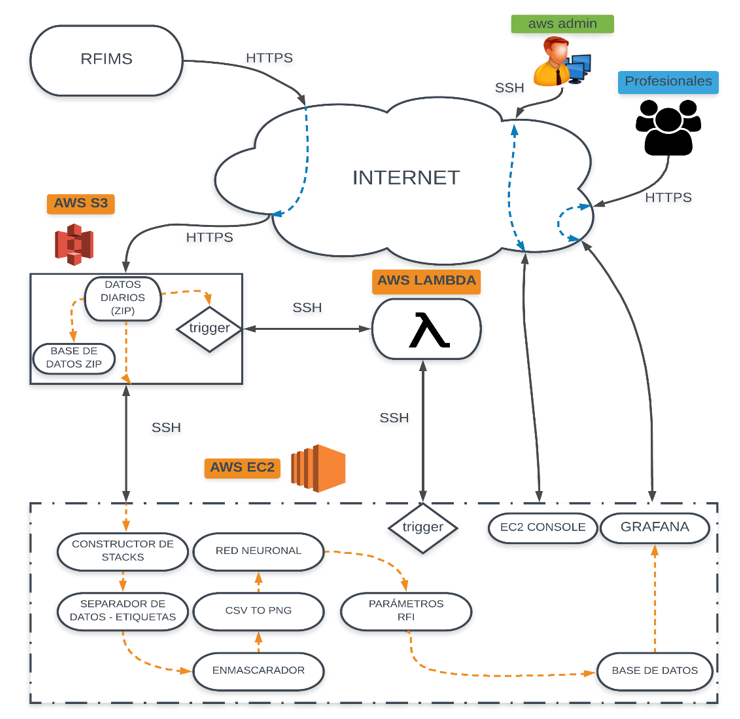 aws admin
RFIMS
HTTPS
Profesionales
SSH
INTERNET
HTTPS
AWS S3
HTTPS
AWS LAMBDA
DATOS
DIARIOS
(ZIP)
SSH
trigger
λ
BASE DE
DATOS ZIP
SSH
SSH
AWS EC2
trigger
EC2 CONSOLE
GRAFANA
CONSTRUCTOR DE
STACKS
RED NEURONAL
SEPARADOR DE
DATOS - ETIQUETAS
CSV TO PNG
PARÁMETROS
RFI
ENMASCARADOR
BASE DE DATOS